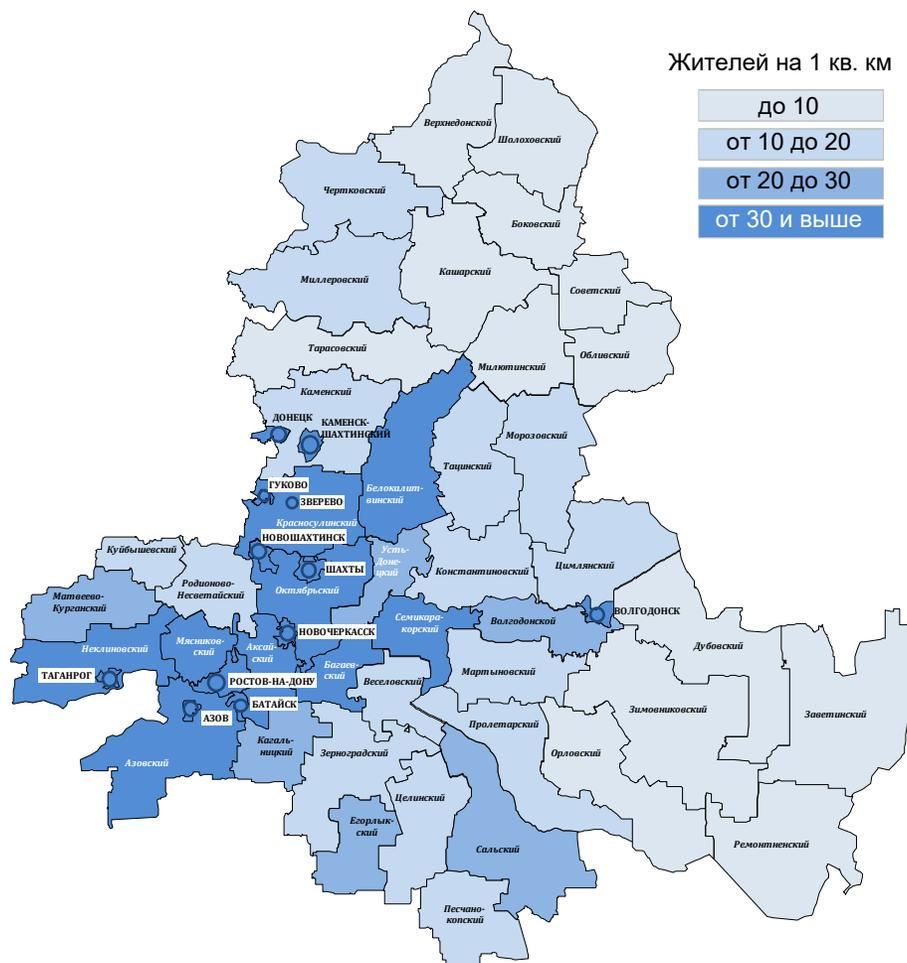 Жителей на 1 кв. км
до 10
от 10 до 20
от 20 до 30
от 30 и выше
Верхнедонской
Шолоховский
Чертковский
Боковский
Кашарский
Миллеровский
Советский
Тарасовский
Милютинский
Обливский
Каменский
ДОНЕЦК
КАМЕНСК-
ШАХТИНСКИЙ
Морозовский
Тацинский
ГУКОВО
Белокалит-
винский
ЗВЕРЕВО
Красносулинский
НОВОШАХТИНСК
Куйбышевский
Усть-
Доне-
цкий
ШАХТЫ
Константиновский
Цимлянский
Родионово-
Несветайский
Октябрьский
Матвеево-
Курганский
Семикара-
корский
Волгодонской
ВОЛГОДОНСК
НОВОЧЕРКАССК
Неклиновский
Мясников-
ский
Аксай-
ский
Дубовский
Багаев-
ский
Мартыновский
ТАГАНРОГ
РОСТОВ-НА-ДОНУ
Веселовский
БАТАЙСК
АЗОВ
Зимовниковский
Заветинский
Пролетарский
Кагаль-
ницкий
Зерноградский
Орловский
Азовский
Целинский
Егорлык-
ский
Сальский
Ремонтненский
Песчано-
копский